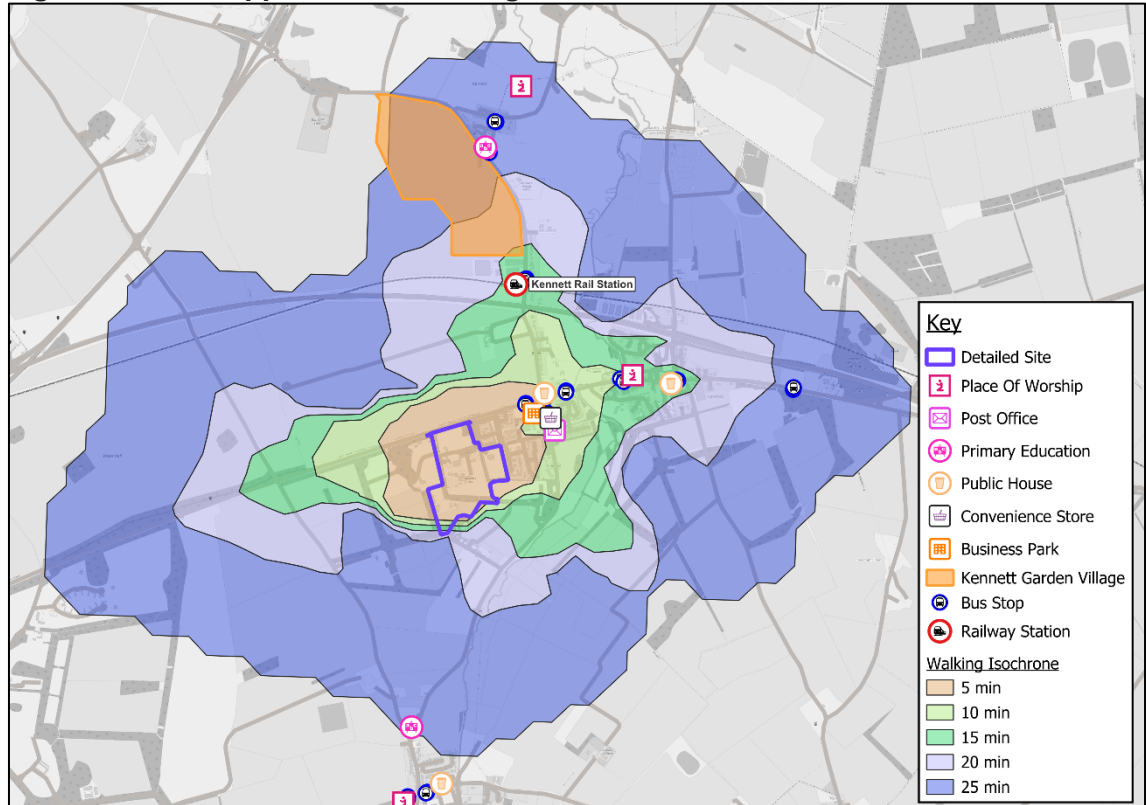 Kennett Rail Station
Key
Detailed Site
Place Of Worship
Post Office
Primary Education
Public House
Convenience Store
Business Park
Kennett Garden Village
Bus Stop
Railway Station
Walking Isochrone
5 min
10 min
15 min
20 min
25 min